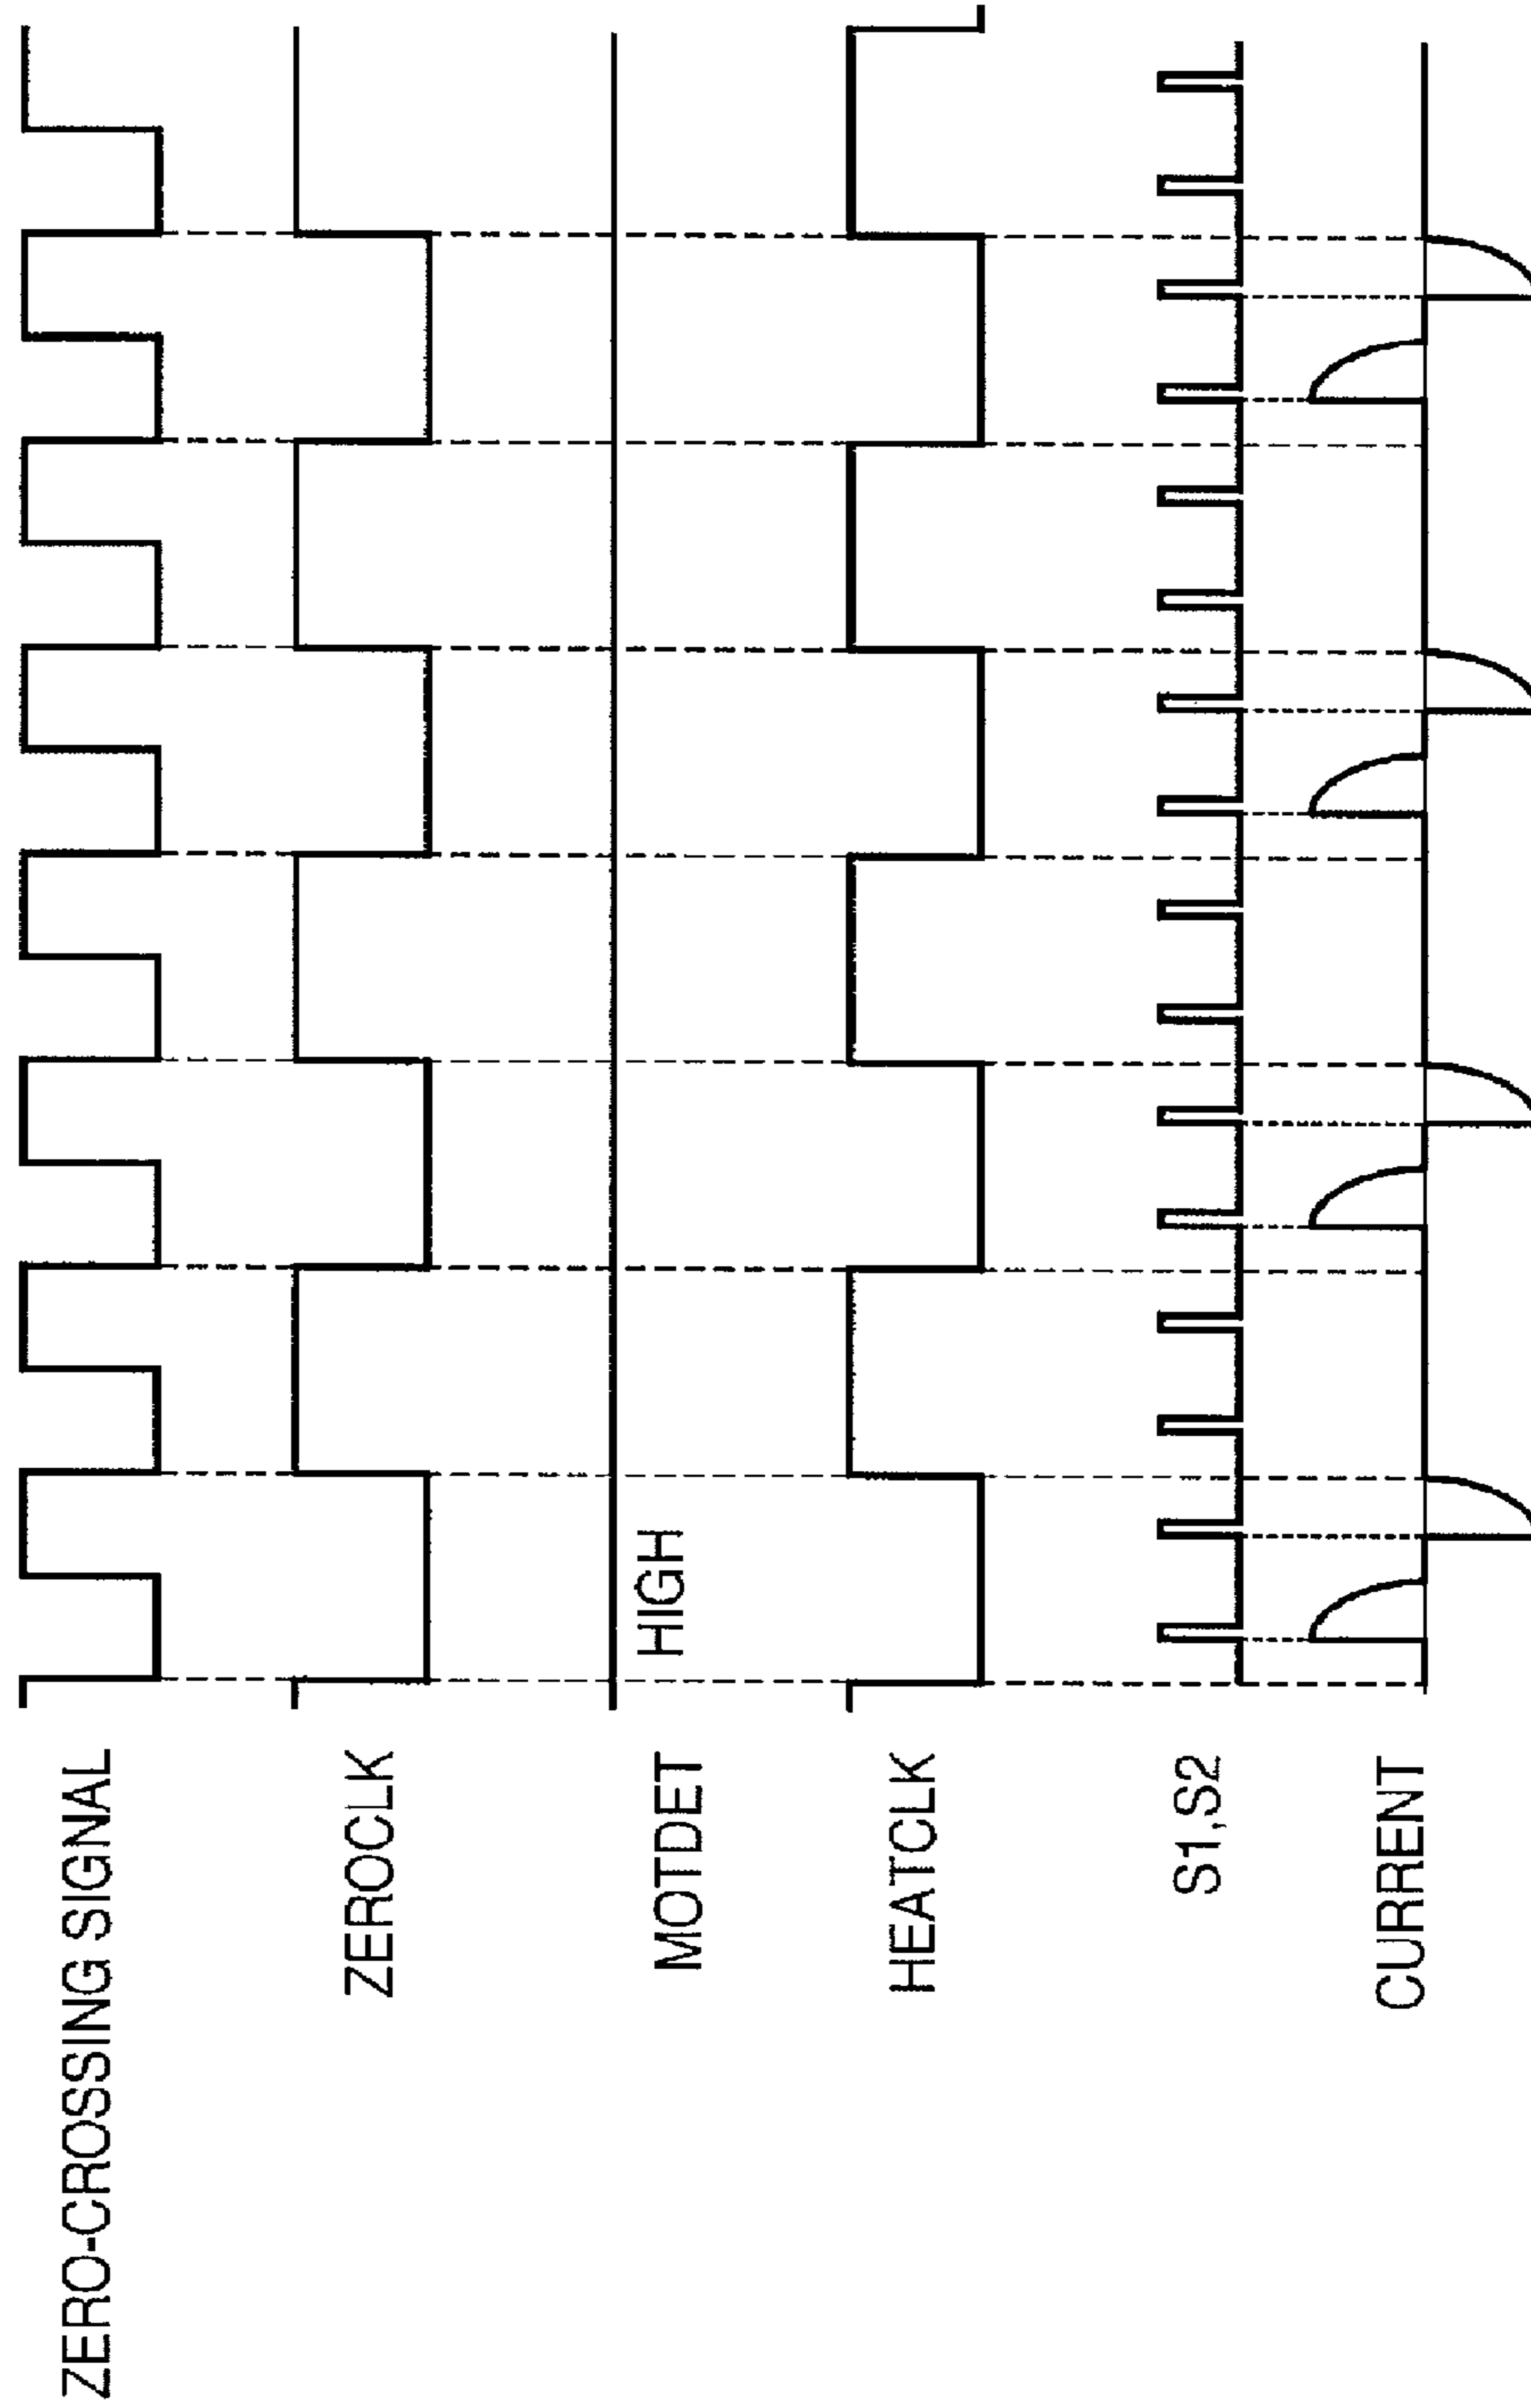 ZERO-CROSSING SIGNAL
ZEROCLK
MOTDET
HIGH
HEATCLK
S1,S2
CURRENT